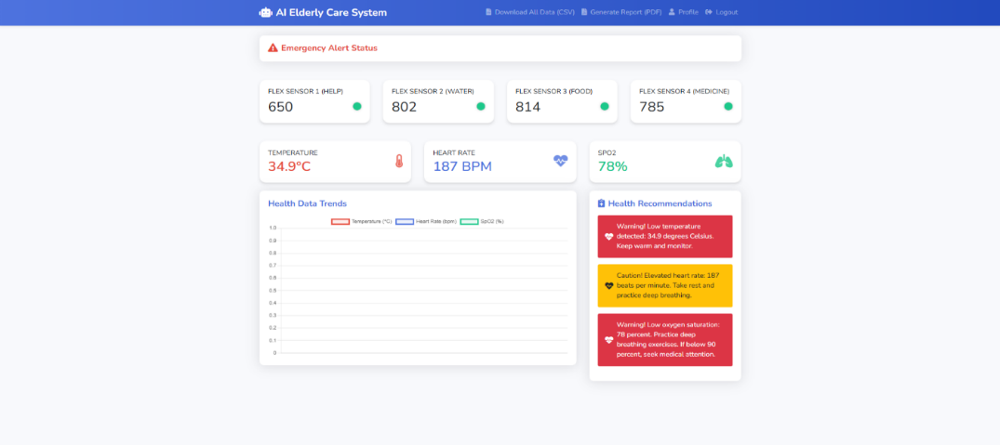 AI Elderly Care System
Download All Data (CSV) Generate Report (PDF) Profile Logout
Emergency Alert Status
FLEX SENSOR 1 (HELP)
650
FLEX SENSOR 2 (WATER)
802
FLEX SENSOR 3 (FOOD)
814
FLEX SENSOR 4 (MEDICINE)
785
TEMPERATURE
34.9°C
HEART RATE
187 BPM
SPO2
78%
Health Data Trends
Temperature (°C) Heart Rate (bpm) SpO2 (%)
1.0
0.9
0.8
0.7
0.6
0.5
0.4
0.3
0.2
0.1
0
Health Recommendations
Warning! Low temperature
detected: 34.9 degrees Celsius.
Keep warm and monitor.
Caution! Elevated heart rate: 187
beats per minute. Take rest and
practice deep breathing.
Warning! Low oxygen saturation:
78 percent. Practice deep
breathing exercises. If below 90
percent, seek medical attention.